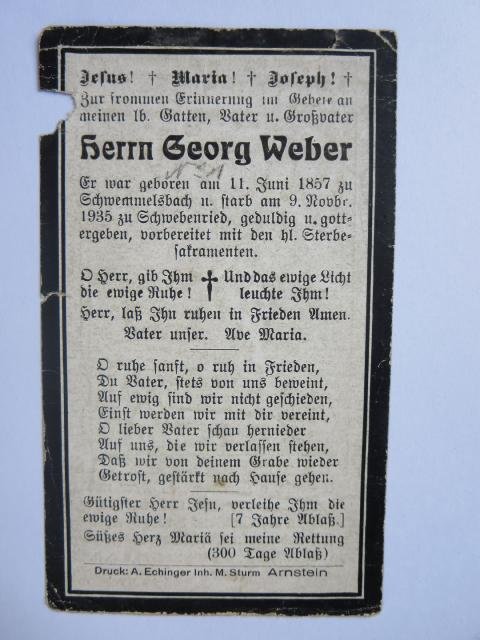 Jesus! † Maria! † Joseph! †
Zur frommen Erinnerung im Gebete an
meinen lb. Gatten, Vater u. Großvater
Herrn Georg Weber
Er war geboren am 11. Juni 1857 zu
Schwemmelsbach u. starb am 9. Novbr.
1935 zu Schwebenried, geduldig u. gott-
ergeben, vorbereitet mit den hl. Sterbe-
sakramenten.
O Herr, gib Ihm † Und das ewige Licht
die ewige Ruhe! leuchte Ihm!
Herr, laß Ihn ruhen in Frieden Amen.
Vater unser. Ave Maria.
O ruhe sanft, o ruh in Frieden,
Du Vater, stets von uns beweint,
Auf ewig sind wir nicht geschieden,
Einst werden wir mit dir vereint,
O lieber Vater schau hernieder
Auf uns, die wir verlassen stehen,
Daß wir von deinem Grabe wieder
Getrost, gestärkt nach Hause gehen.
Gütigster Herr Jesu, verleihe Ihm die
ewige Ruhe! [7 Jahre Ablaß.]
Süßes Herz Mariä sei meine Rettung
(300 Tage Ablaß)
Druck: A. Echinger Inh. M. Sturm Arnstein